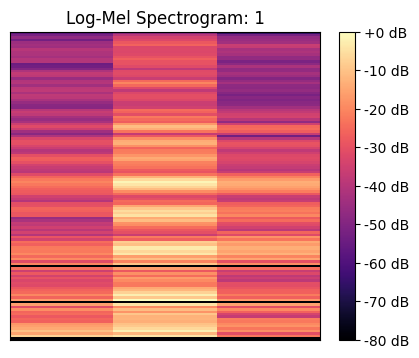 Log-Mel Spectrogram: 1
+0 dB
-10 dB
-20 dB
-30 dB
-40 dB
-50 dB
-60 dB
-70 dB
-80 dB